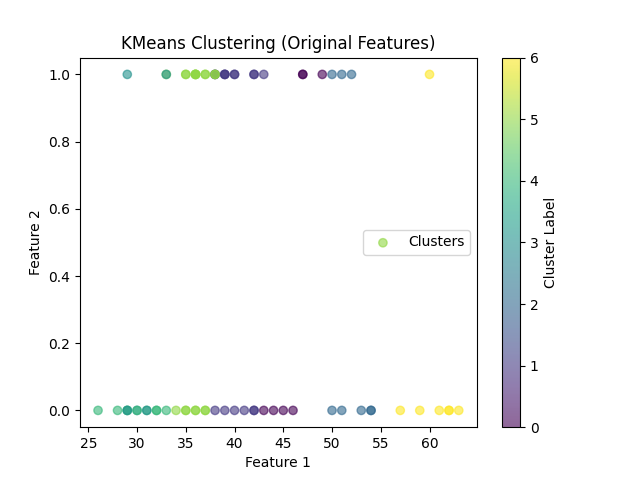 KMeans Clustering (Original Features)
1.0
0.8
0.6
0.4
0.2
0.0
Feature 2
25 30 35 40 45 50 55 60
Feature 1
Clusters
6
5
4
3
2
1
0
Cluster Label